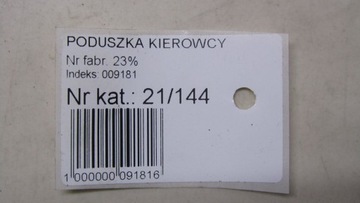 PODUSZKA KIEROWCY
Nr fabr. 23%
Indeks: 009181
Nr kat.: 21/144
1 000000 091816